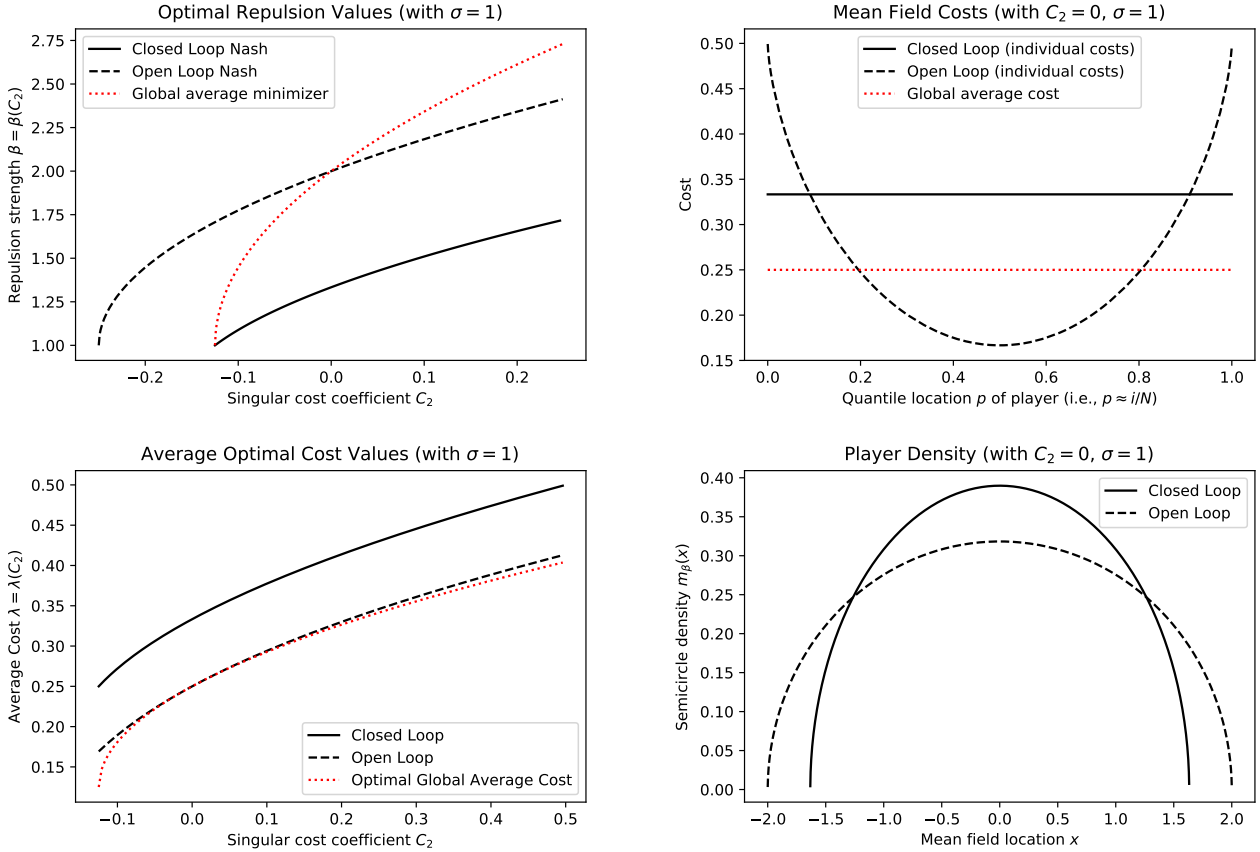 Optimal Repulsion Values (with σ = 1)
Repulsion strength β = β(C₂)
2.75
2.50
2.25
2.00
1.75
1.50
1.25
1.00
Closed Loop Nash
Open Loop Nash
Global average minimizer
−0.2
−0.1
0.0
0.1
0.2
Singular cost coefficient C₂
Mean Field Costs (with C₂ = 0, σ = 1)
Cost
0.50
0.45
0.40
0.35
0.30
0.25
0.20
0.15
Closed Loop (individual costs)
Open Loop (individual costs)
Global average cost
0.0
0.2
0.4
0.6
0.8
1.0
Quantile location p of player (i.e., p ≈ i/N)
Average Optimal Cost Values (with σ = 1)
Average Cost λ = λ(C₂)
0.50
0.45
0.40
0.35
0.30
0.25
0.20
0.15
Closed Loop
Open Loop
Optimal Global Average Cost
−0.1
0.0
0.1
0.2
0.3
0.4
0.5
Singular cost coefficient C₂
Player Density (with C₂ = 0, σ = 1)
Semicircle density m_β(x)
0.40
0.35
0.30
0.25
0.20
0.15
0.10
0.05
0.00
Closed Loop
Open Loop
−2.0
−1.5
−1.0
−0.5
0.0
0.5
1.0
1.5
2.0
Mean field location x